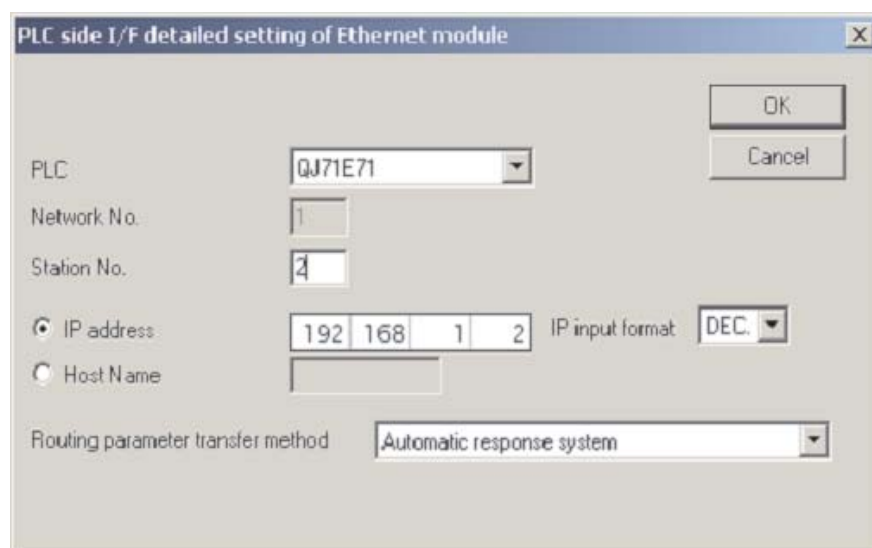 PLC side I/F detailed setting of Ethernet module
OK
Cancel
PLC QJ71E71
Network No. 1
Station No. 2
IP address 192 168 1 2 IP input format DEC.
Host Name
Routing parameter transfer method Automatic response system